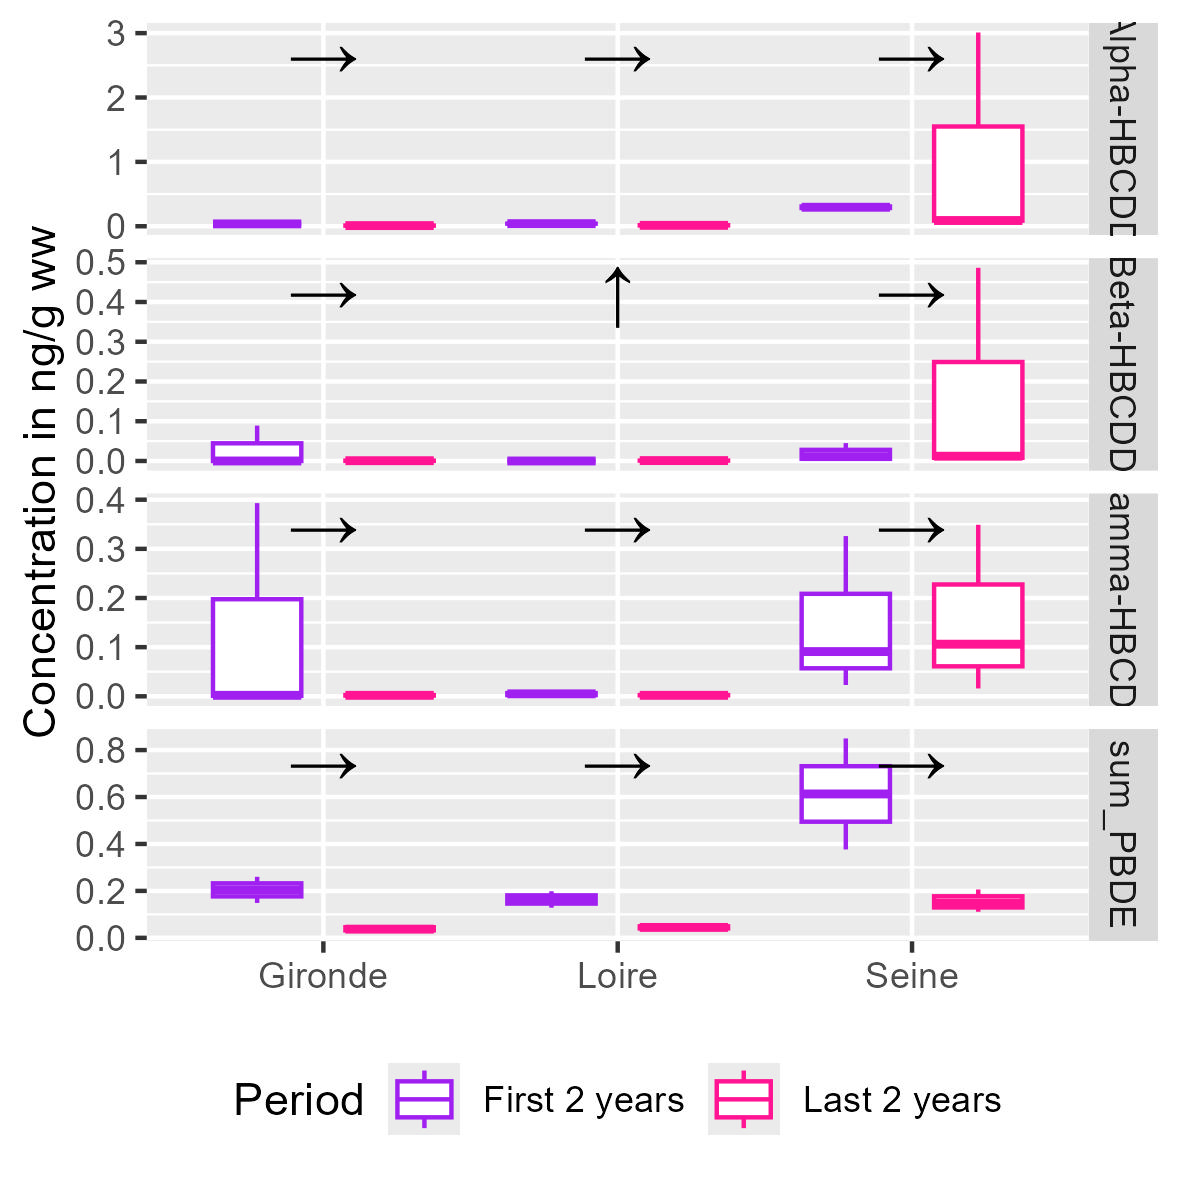 Concentration in ng/g ww
3
2
1
0
Alpha-HBCDD
0.5
0.4
0.3
0.2
0.1
0.0
Beta-HBCDD
0.4
0.3
0.2
0.1
0.0
amma-HBCD
0.8
0.6
0.4
0.2
0.0
sum_PBDE
Gironde Loire Seine
Period First 2 years Last 2 years